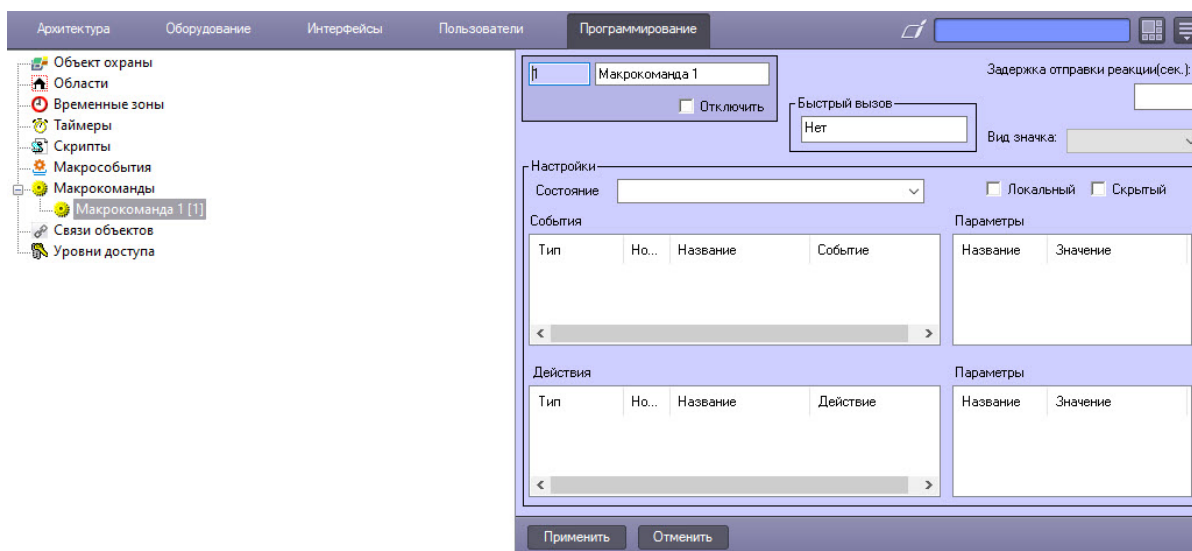 Архитектура Оборудование Интерфейсы Пользователи Программирование
Объект охраны
Области
Временные зоны
Таймеры
Скрипты
Макрособытия
Макрокоманды
Макрокоманда 1 [1]
Связи объектов
Уровни доступа
1 Макрокоманда 1
Отключить
Быстрый вызов
Нет
Задержка отправки реакции(сек.):
Вид значка:
Настройки
Состояние
Локальный Скрытый
События
Тип Но... Название Событие
Параметры
Название Значение
Действия
Тип Но... Название Действие
Параметры
Название Значение
Применить Отменить